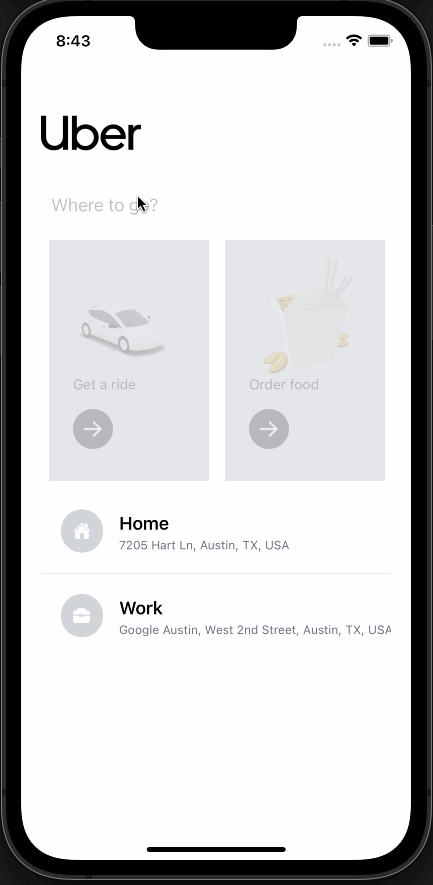 8:43
Uber
Where to go?
Get a ride
Order food
Home
7205 Hart Ln, Austin, TX, USA
Work
Google Austin, West 2nd Street, Austin, TX, USA